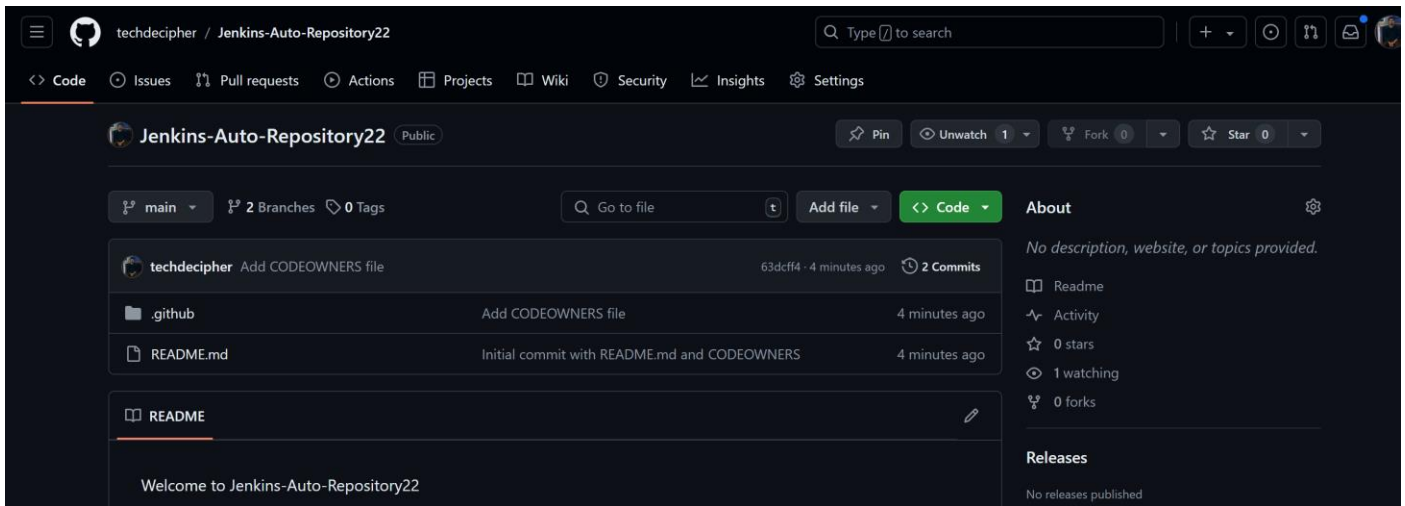 techdecipher / Jenkins-Auto-Repository22
Type / to search
Code Issues Pull requests Actions Projects Wiki Security Insights Settings
Jenkins-Auto-Repository22 Public
Pin Unwatch 1 Fork 0 Star 0
main 2 Branches 0 Tags
Go to file t Add file Code
techdecipher Add CODEOWNERS file 63dcff4 · 4 minutes ago 2 Commits
.github Add CODEOWNERS file 4 minutes ago
README.md Initial commit with README.md and CODEOWNERS 4 minutes ago
README
Welcome to Jenkins-Auto-Repository22
About
No description, website, or topics provided.
Readme
Activity
0 stars
1 watching
0 forks
Releases
No releases published